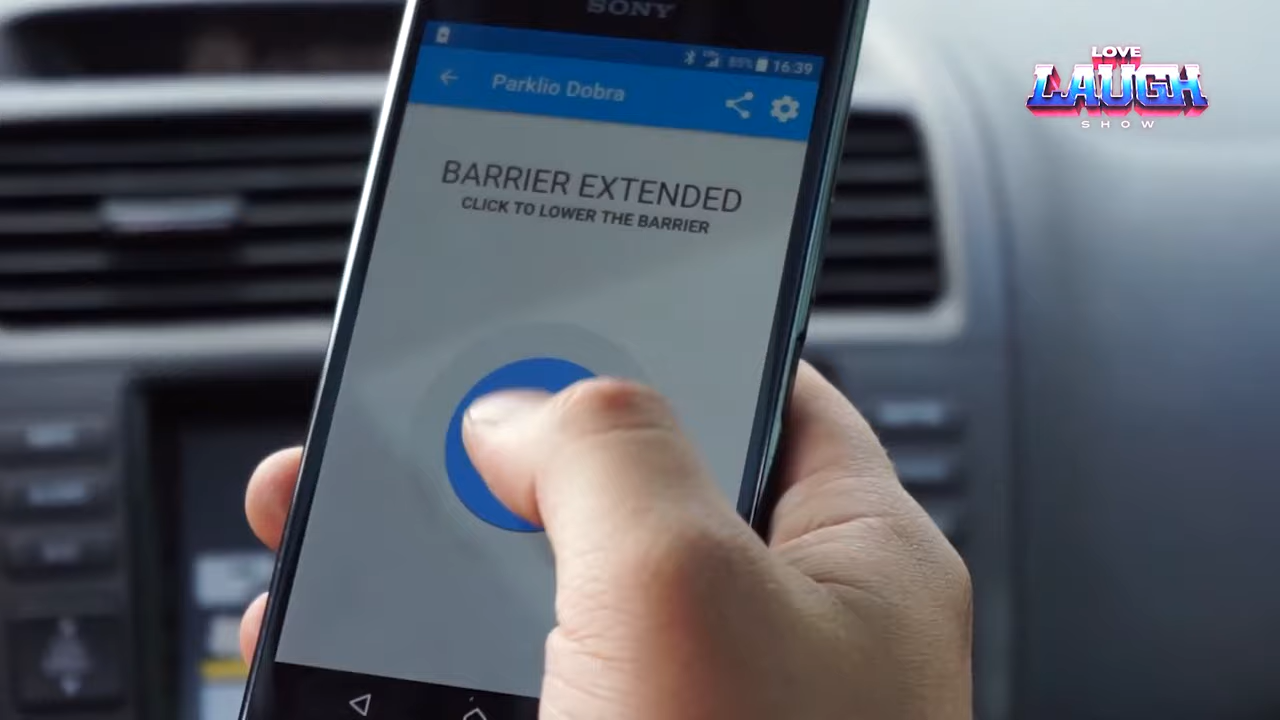 SONY
16:39
Parklio Dobra
BARRIER EXTENDED
CLICK TO LOWER THE BARRIER
LOVE
LAUGH
SHOW